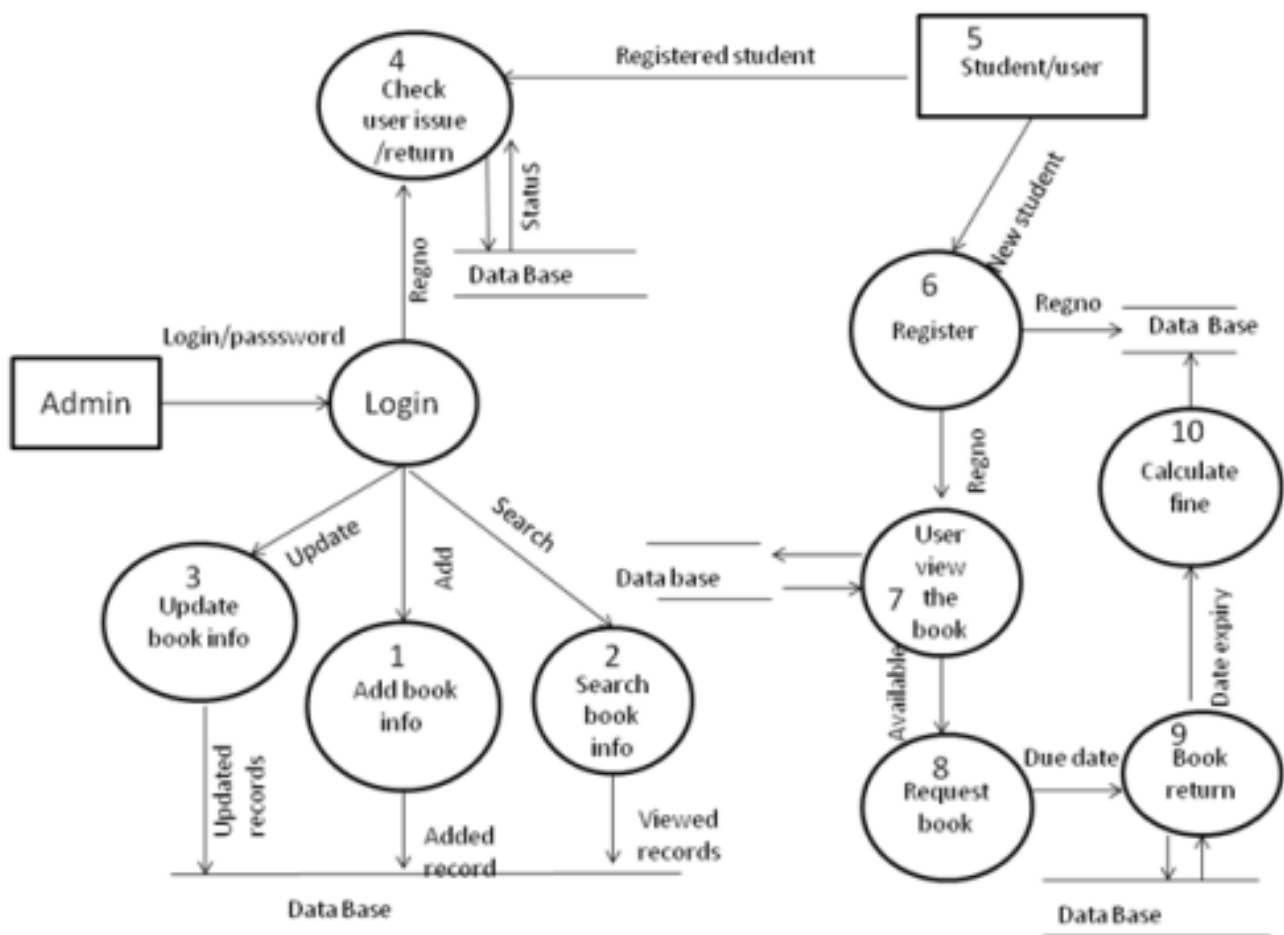 4
Check
user issue
/return
Registered student
5
Student/user
Status
New student
Regno
Data Base
6
Register
Regno
Data Base
Login/passsword
Admin
Login
10
Calculate
fine
Regno
Update
Add
Search
3
Update
book info
1
Add book
info
2
Search
book
info
Data base
User
view
7
the
book
Available
Date expiry
8
Request
book
Due date
9
Book
return
Updated
records
Added
record
Viewed
records
Data Base
Data Base